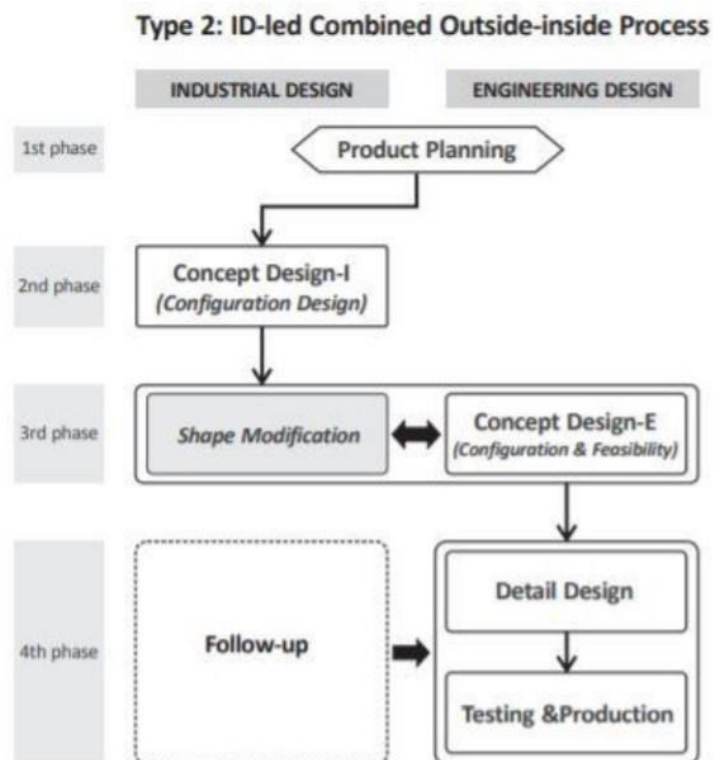 Type 2: ID-led Combined Outside-inside Process
INDUSTRIAL DESIGN
ENGINEERING DESIGN
1st phase
Product Planning
2nd phase
Concept Design-I
(Configuration Design)
3rd phase
Shape Modification
Concept Design-E
(Configuration & Feasibility)
4th phase
Follow-up
Detail Design
Testing &Production